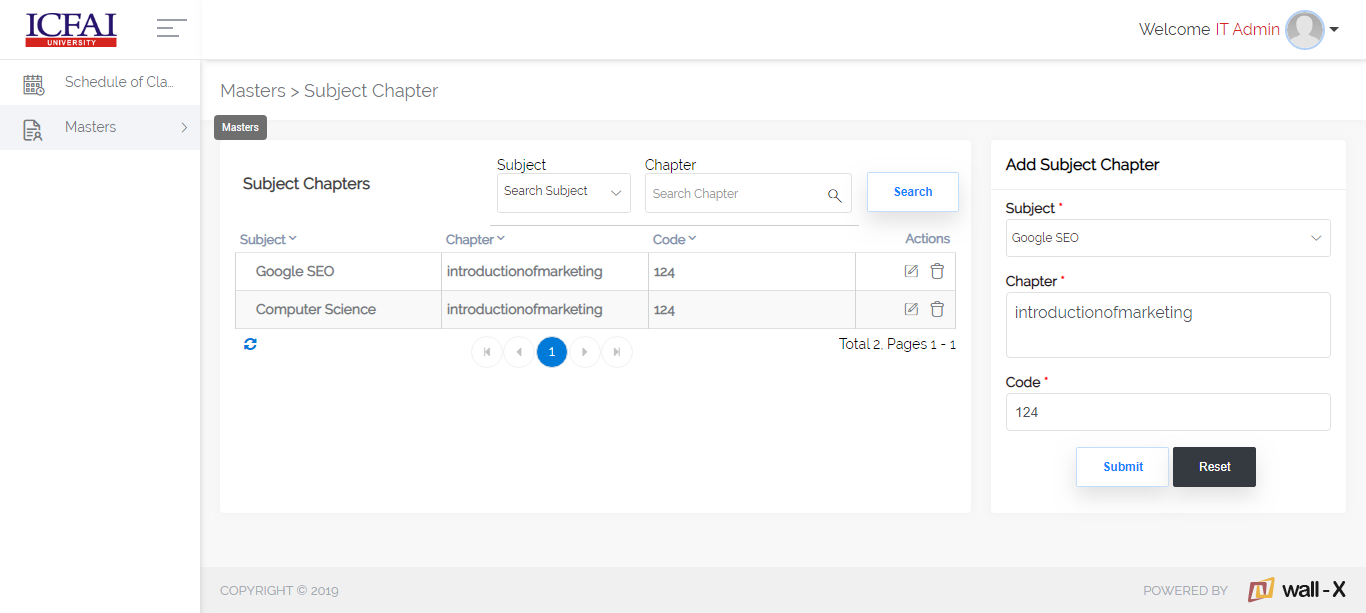 ICFAI
UNIVERSITY
Welcome IT Admin
Schedule of Cla...
Masters
Masters > Subject Chapter
Masters
Subject Chapters
Subject
Search Subject
Chapter
Search Chapter
Search
Subject Chapter Code Actions
Google SEO introductionofmarketing 124
Computer Science introductionofmarketing 124
1
Total 2, Pages 1 - 1
Add Subject Chapter
Subject *
Google SEO
Chapter *
introductionofmarketing
Code *
124
Submit Reset
COPYRIGHT © 2019
POWERED BY wall-X